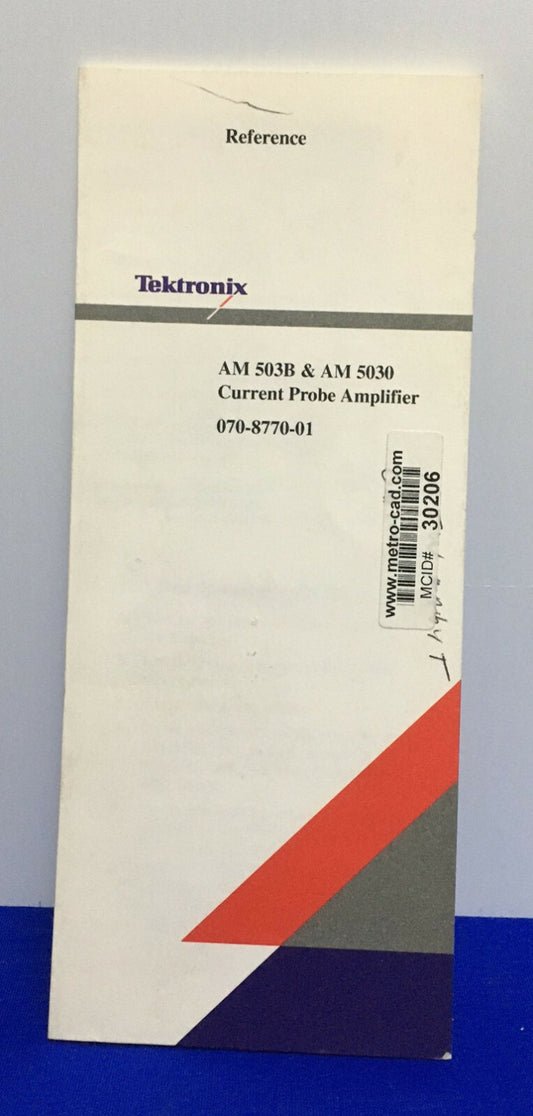 Reference
Tektronix
AM 503B & AM 5030
Current Probe Amplifier
070-8770-01
www.metro-cad.com
MCID# 30206